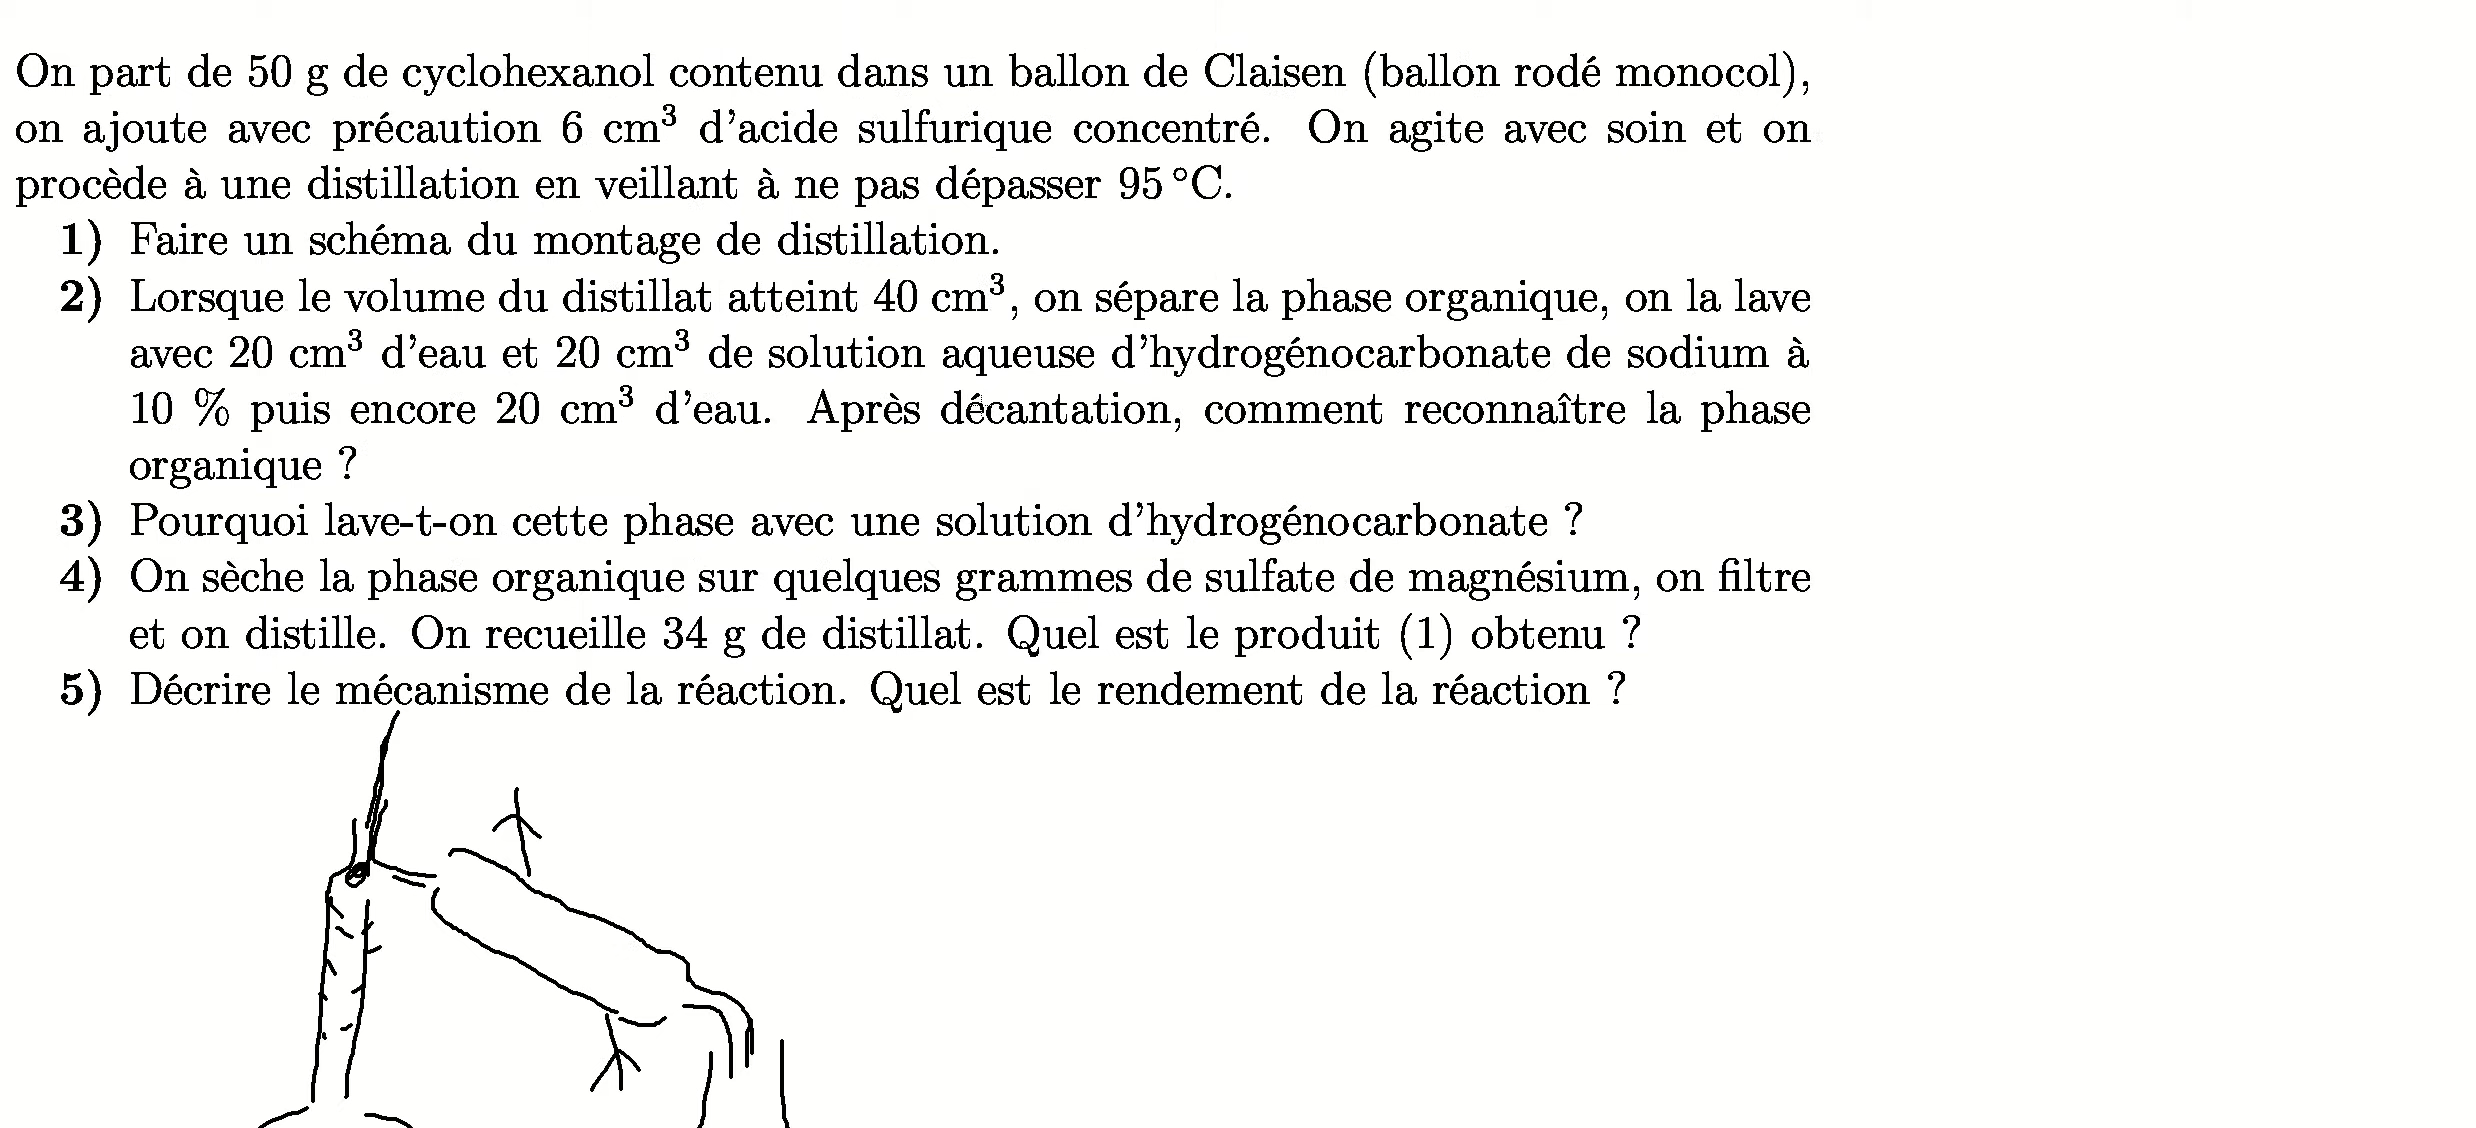 On part de 50 g de cyclohexanol contenu dans un ballon de Claisen (ballon rodé monocol),
on ajoute avec précaution 6 cm³ d'acide sulfurique concentré. On agite avec soin et on
procède à une distillation en veillant à ne pas dépasser 95 °C.
1) Faire un schéma du montage de distillation.
2) Lorsque le volume du distillat atteint 40 cm³, on sépare la phase organique, on la lave
avec 20 cm³ d'eau et 20 cm³ de solution aqueuse d'hydrogénocarbonate de sodium à
10 % puis encore 20 cm³ d'eau. Après décantation, comment reconnaître la phase
organique ?
3) Pourquoi lave-t-on cette phase avec une solution d'hydrogénocarbonate ?
4) On sèche la phase organique sur quelques grammes de sulfate de magnésium, on filtre
et on distille. On recueille 34 g de distillat. Quel est le produit (1) obtenu ?
5) Décrire le mécanisme de la réaction. Quel est le rendement de la réaction ?